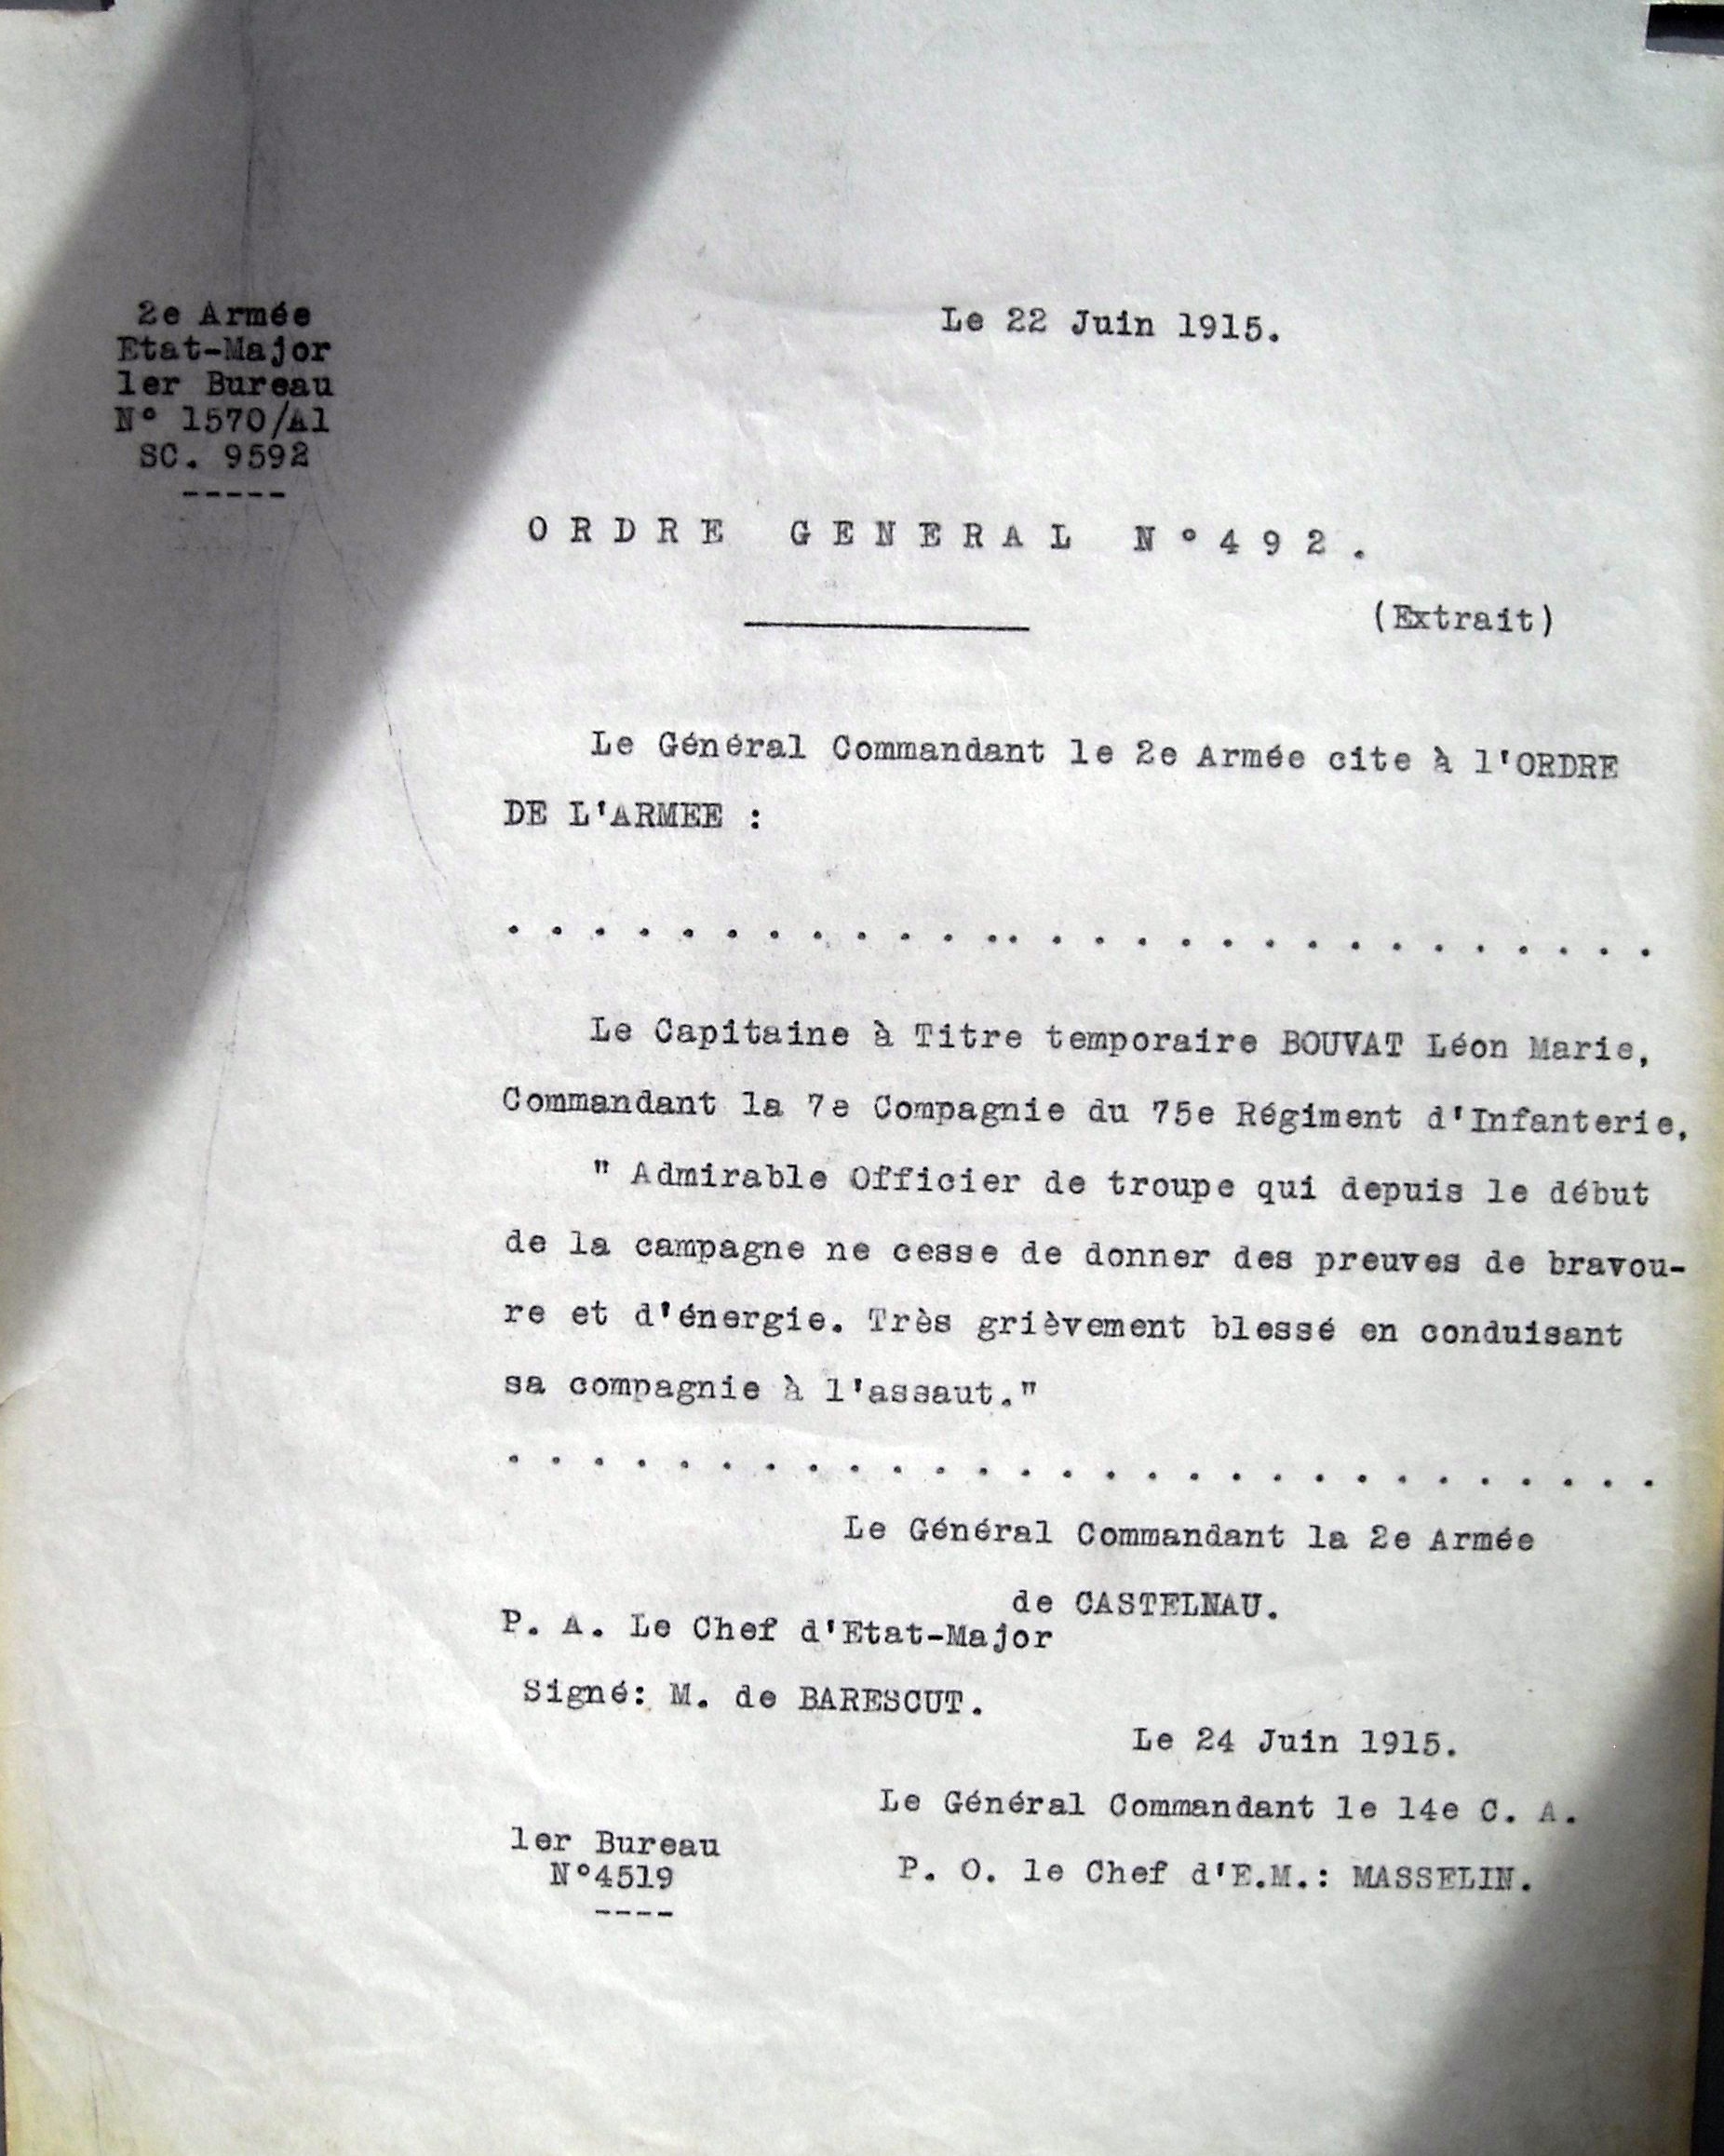 2e Armée
Etat-Major
1er Bureau
N° 1570/A1
SC. 9592
-----
Le 22 Juin 1915.
ORDRE GENERAL N°492.
(Extrait)
Le Général Commandant le 2e Armée cite à l'ORDRE
DE L'ARMEE :
. . . . . . . . . . . . . . . . . . . . . . . . . . . .
Le Capitaine à Titre temporaire BOUVAT Léon Marie,
Commandant la 7e Compagnie du 75e Régiment d'Infanterie,
" Admirable Officier de troupe qui depuis le début
de la campagne ne cesse de donner des preuves de bravou-
re et d'énergie. Très grièvement blessé en conduisant
sa compagnie à l'assaut."
. . . . . . . . . . . . . . . . . . . . . . . . . . .
Le Général Commandant la 2e Armée
de CASTELNAU.
P. A. Le Chef d'Etat-Major
Signé: M. de BARESCUT.
Le 24 Juin 1915.
Le Général Commandant le 14e C. A.
1er Bureau
N°4519
----
P. O. le Chef d'E.M.: MASSELIN.